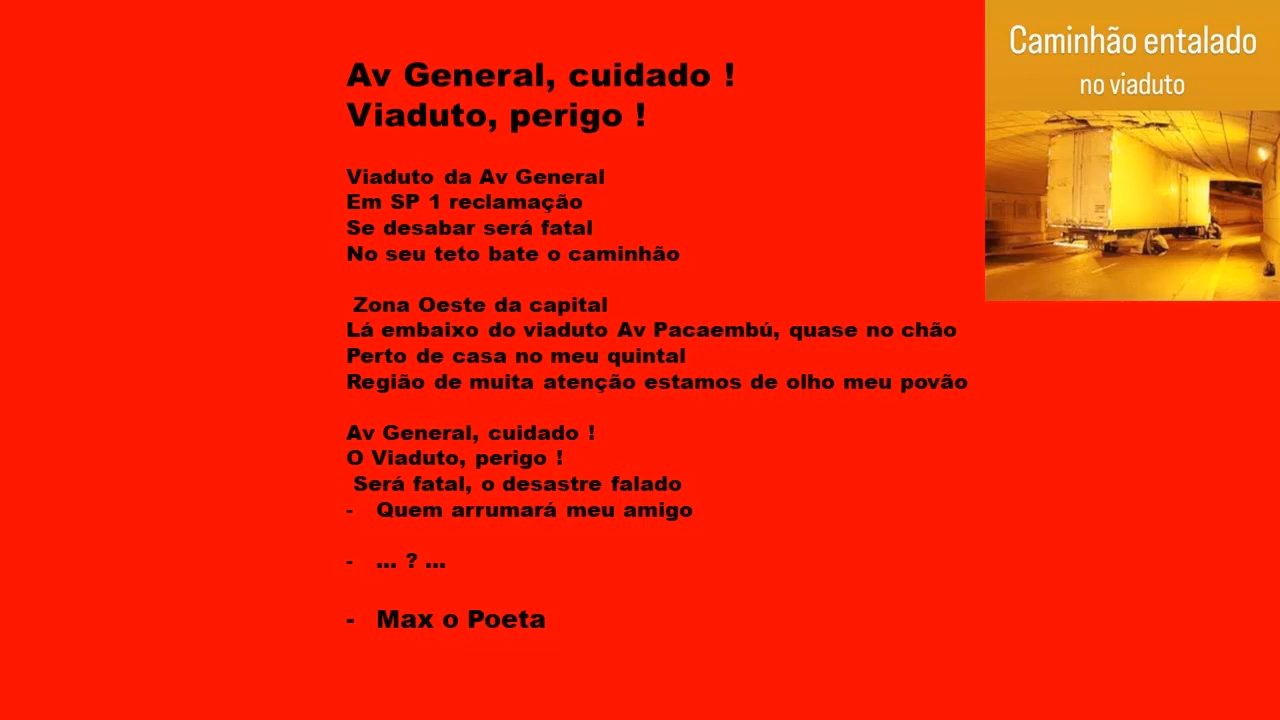 Av General, cuidado !
Viaduto, perigo !
Viaduto da Av General
Em SP 1 reclamação
Se desabar será fatal
No seu teto bate o caminhão
Zona Oeste da capital
Lá embaixo do viaduto Av Pacaembú, quase no chão
Perto de casa no meu quintal
Região de muita atenção estamos de olho meu povão
Av General, cuidado !
O Viaduto, perigo !
Será fatal, o desastre falado
- Quem arrumará meu amigo
- ... ? ...
- Max o Poeta
Caminhão entalado
no viaduto